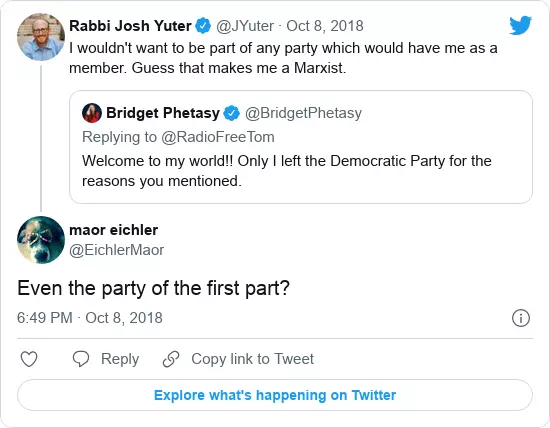 Rabbi Josh Yuter @JYuter · Oct 8, 2018
I wouldn't want to be part of any party which would have me as a
member. Guess that makes me a Marxist.
Bridget Phetasy @BridgetPhetasy
Replying to @RadioFreeTom
Welcome to my world!! Only I left the Democratic Party for the
reasons you mentioned.
maor eichler
@EichlerMaor
Even the party of the first part?
6:49 PM · Oct 8, 2018
Reply Copy link to Tweet
Explore what's happening on Twitter